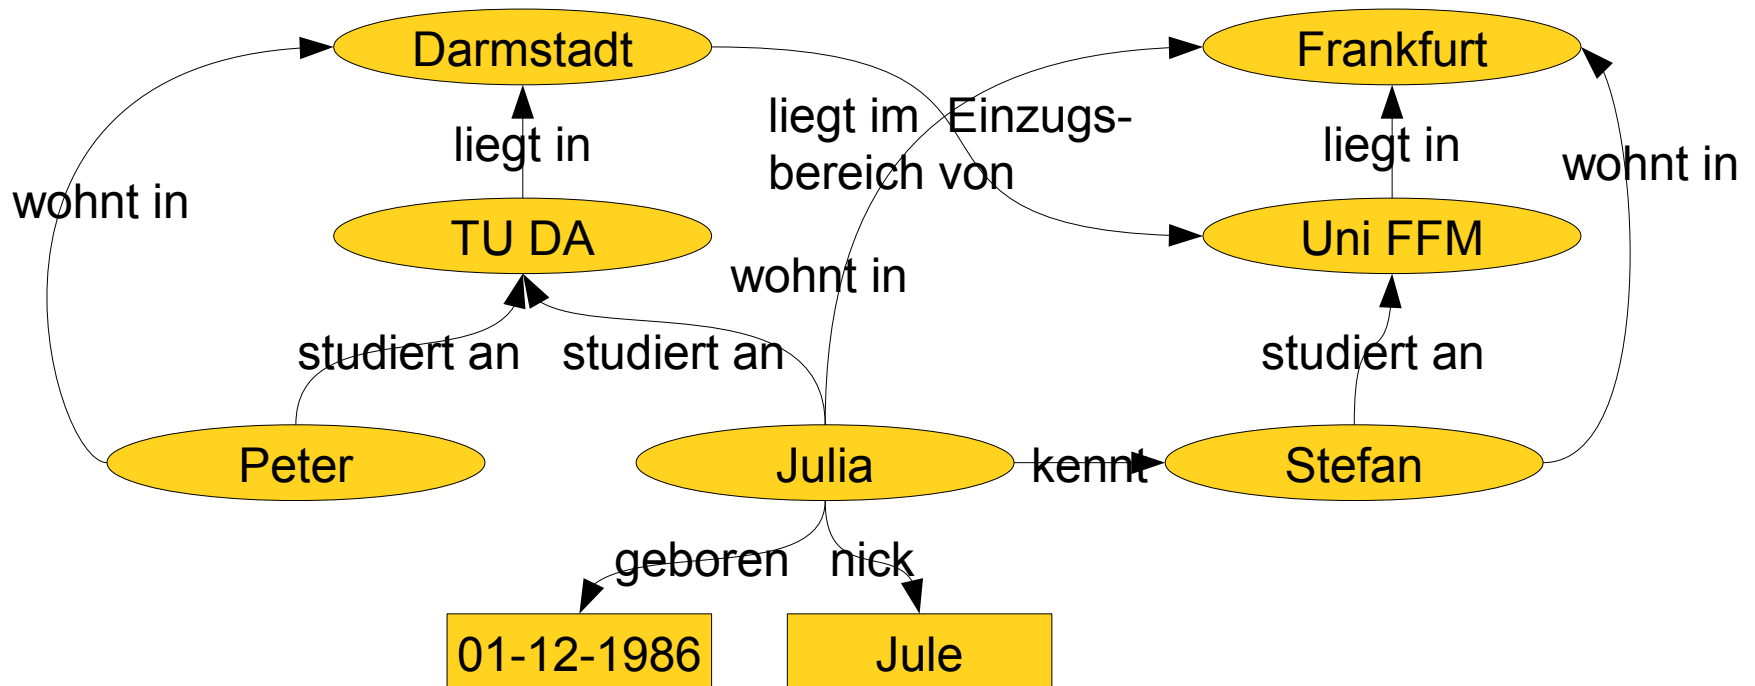 Darmstadt
Frankfurt
liegt im Einzugs-
bereich von
liegt in
liegt in
wohnt in
wohnt in
TU DA
Uni FFM
wohnt in
studiert an
studiert an
studiert an
Peter
Julia
kennt
Stefan
geboren
nick
01-12-1986
Jule